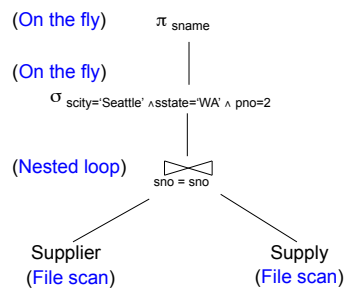 (On the fly) π sname
(On the fly)
σ scity='Seattle' ∧sstate='WA' ∧ pno=2
(Nested loop)
sno = sno
Supplier Supply
(File scan) (File scan)